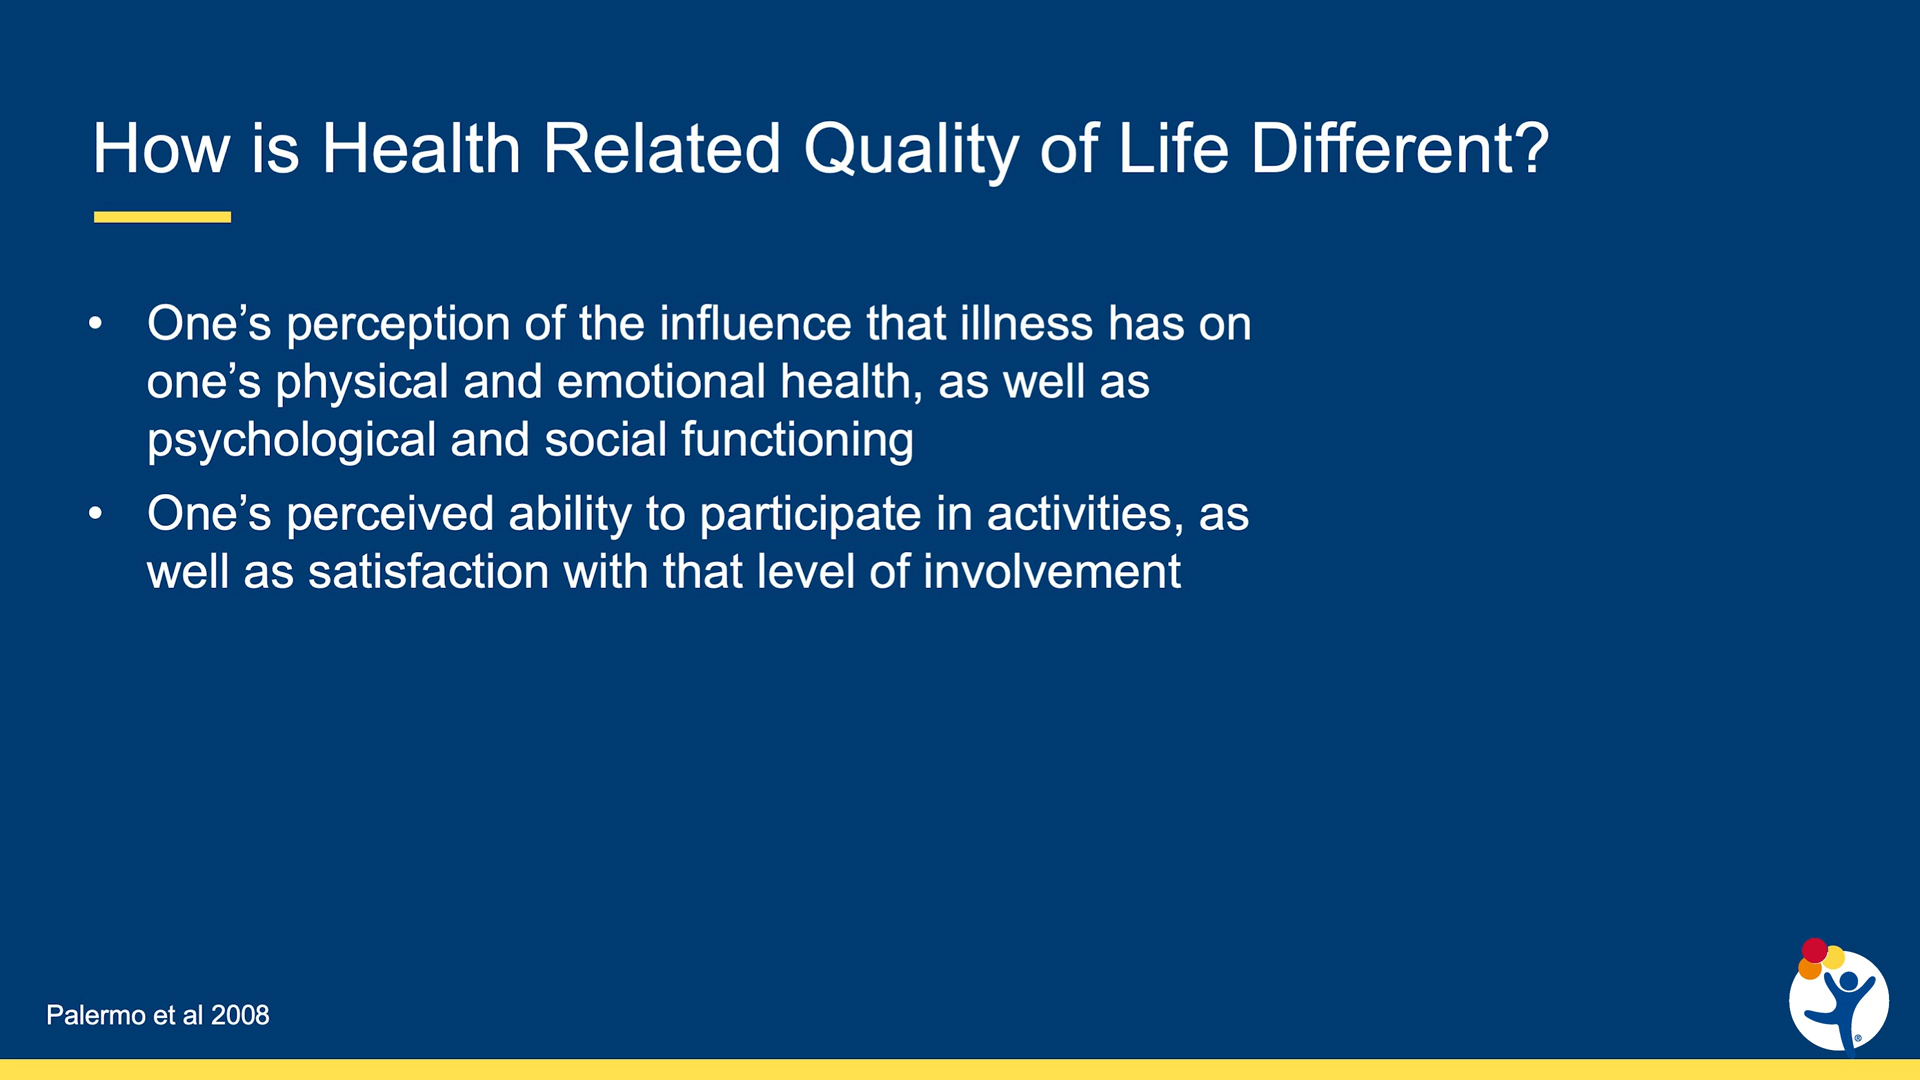 How is Health Related Quality of Life Different?
• One’s perception of the influence that illness has on
one’s physical and emotional health, as well as
psychological and social functioning
• One’s perceived ability to participate in activities, as
well as satisfaction with that level of involvement
Palermo et al 2008
®